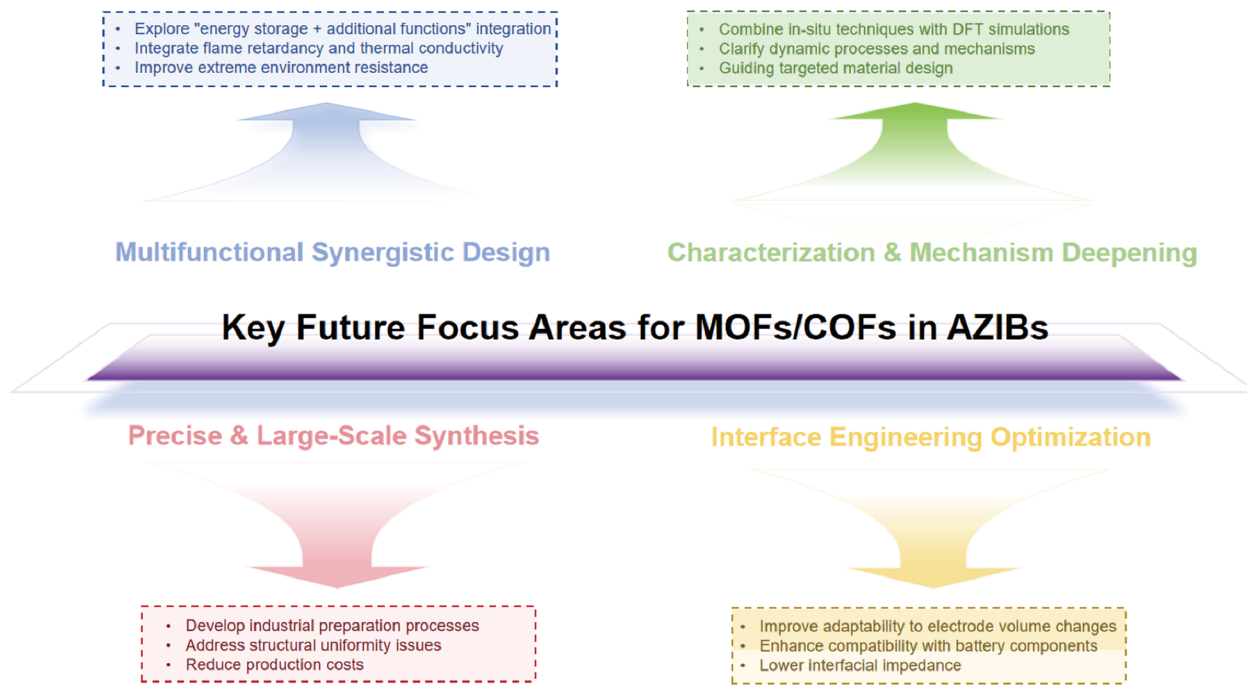 • Explore "energy storage + additional functions" integration
• Integrate flame retardancy and thermal conductivity
• Improve extreme environment resistance
• Combine in-situ techniques with DFT simulations
• Clarify dynamic processes and mechanisms
• Guiding targeted material design
Multifunctional Synergistic Design
Characterization & Mechanism Deepening
Key Future Focus Areas for MOFs/COFs in AZIBs
Precise & Large-Scale Synthesis
Interface Engineering Optimization
• Develop industrial preparation processes
• Address structural uniformity issues
• Reduce production costs
• Improve adaptability to electrode volume changes
• Enhance compatibility with battery components
• Lower interfacial impedance